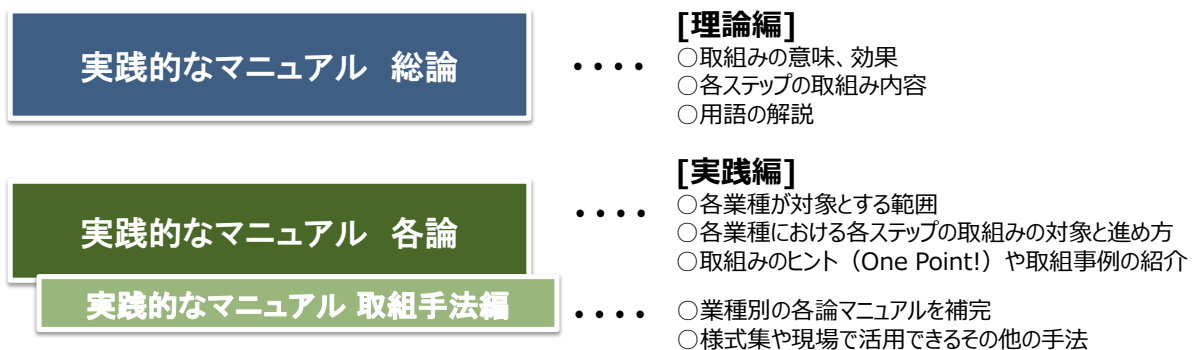 実践的なマニュアル 総論
・・・・
[理論編]
○取組みの意味、効果
○各ステップの取組み内容
○用語の解説
実践的なマニュアル 各論
・・・・
[実践編]
○各業種が対象とする範囲
○各業種における各ステップの取組みの対象と進め方
○取組みのヒント（One Point!）や取組事例の紹介
実践的なマニュアル 取組手法編
・・・・
○業種別の各論マニュアルを補完
○様式集や現場で活用できるその他の手法